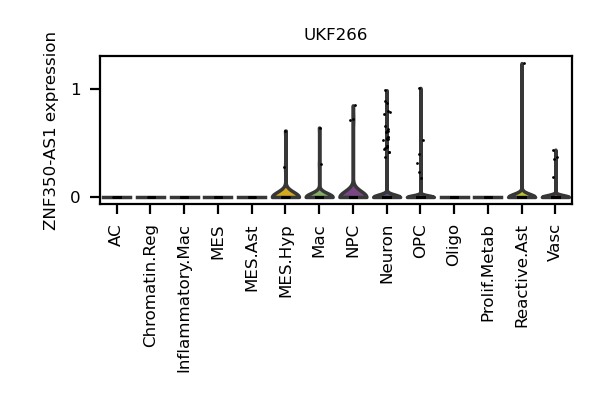 UKF266
ZNF350-AS1 expression
1
0
AC
Chromatin.Reg
Inflammatory.Mac
MES
MES.Ast
MES.Hyp
Mac
NPC
Neuron
OPC
Oligo
Prolif.Metab
Reactive.Ast
Vasc